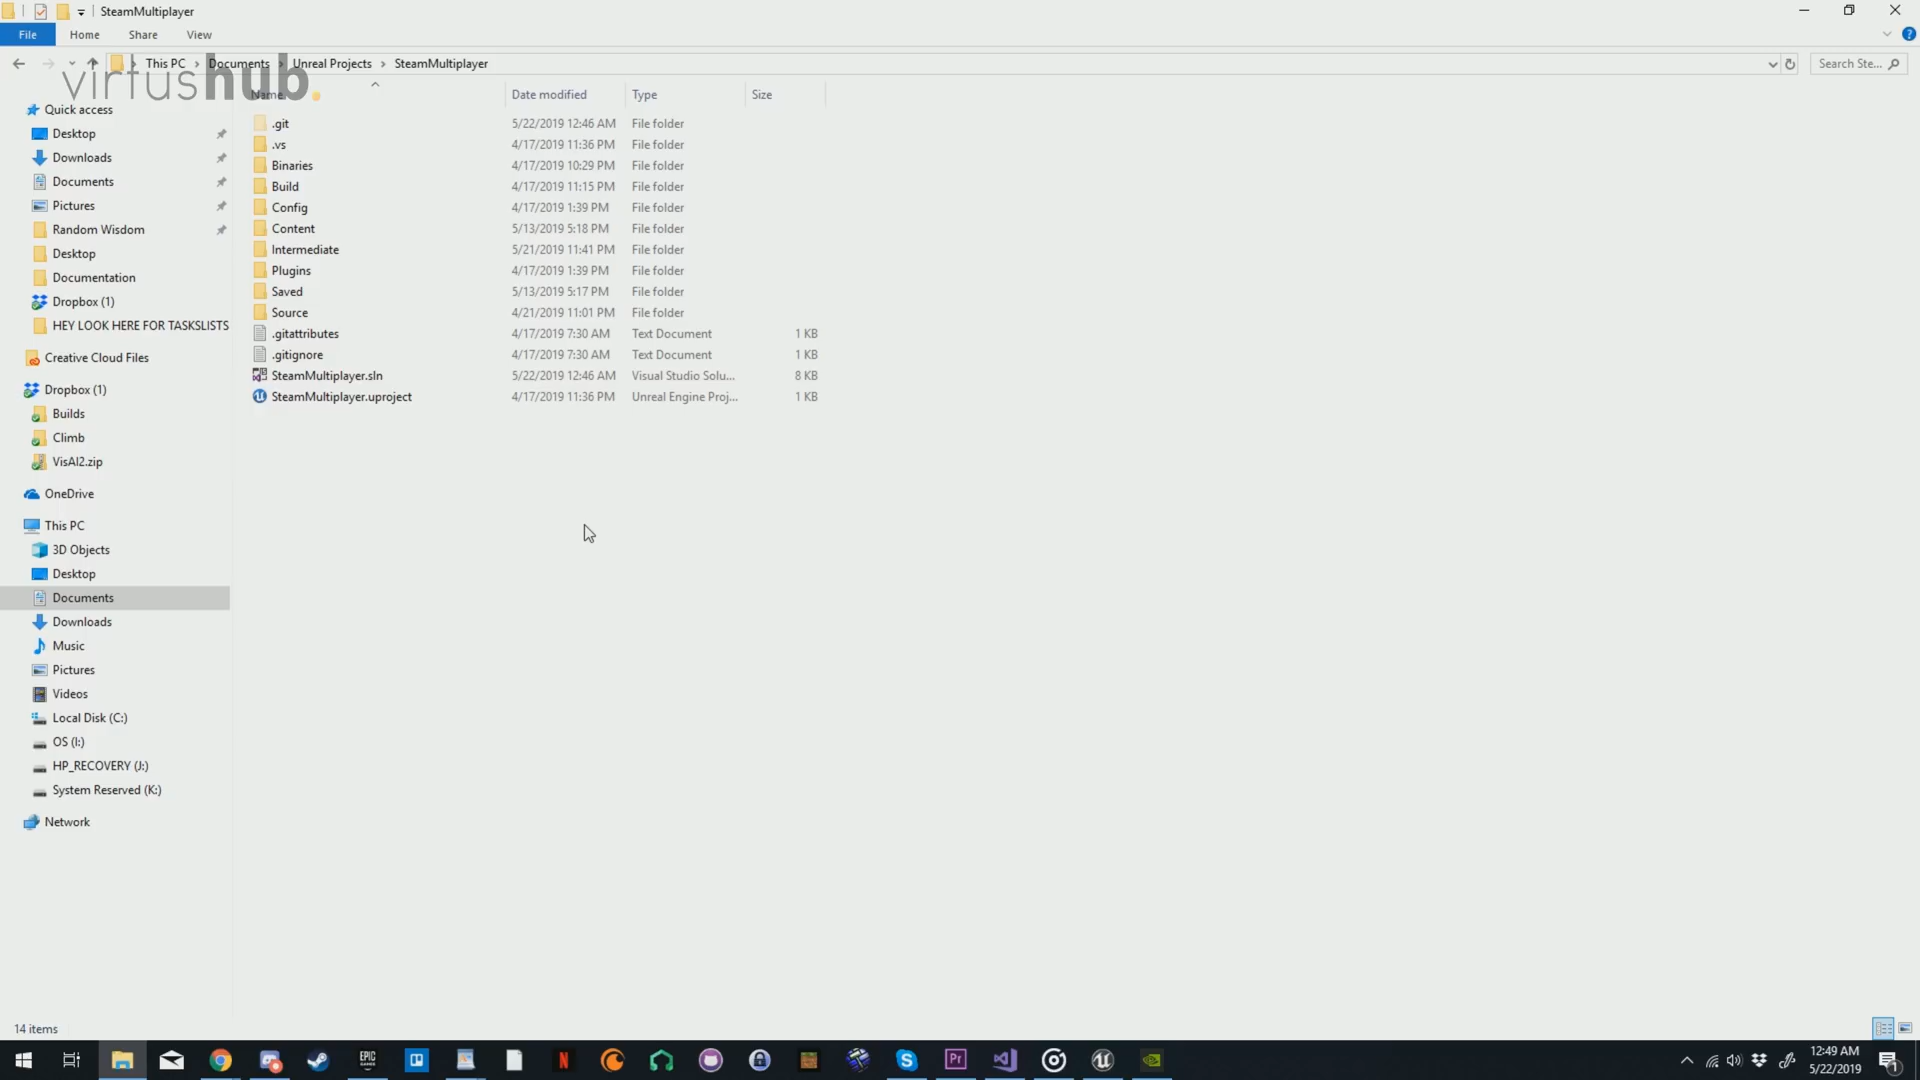 SteamMultiplayer
File Home Share View
This PC Documents Unreal Projects SteamMultiplayer
Search Ste...
virtushub.
Name Date modified Type Size
Quick access
Desktop
Downloads
Documents
Pictures
Random Wisdom
Desktop
Documentation
Dropbox (1)
HEY LOOK HERE FOR TASKSLISTS
Creative Cloud Files
Dropbox (1)
Builds
Climb
VisAI2.zip
OneDrive
This PC
3D Objects
Desktop
Documents
Downloads
Music
Pictures
Videos
Local Disk (C:)
OS (I:)
HP_RECOVERY (J:)
System Reserved (K:)
Network
.git 5/22/2019 12:46 AM File folder
.vs 4/17/2019 11:36 PM File folder
Binaries 4/17/2019 10:29 PM File folder
Build 4/17/2019 11:15 PM File folder
Config 4/17/2019 1:39 PM File folder
Content 5/13/2019 5:18 PM File folder
Intermediate 5/21/2019 11:41 PM File folder
Plugins 4/17/2019 1:39 PM File folder
Saved 5/13/2019 5:17 PM File folder
Source 4/21/2019 11:01 PM File folder
.gitattributes 4/17/2019 7:30 AM Text Document 1 KB
.gitignore 4/17/2019 7:30 AM Text Document 1 KB
SteamMultiplayer.sln 5/22/2019 12:46 AM Visual Studio Solu... 8 KB
SteamMultiplayer.uproject 4/17/2019 11:36 PM Unreal Engine Proj... 1 KB
14 items
EPIC GAMES
N
S
Pr
12:49 AM
5/22/2019
1